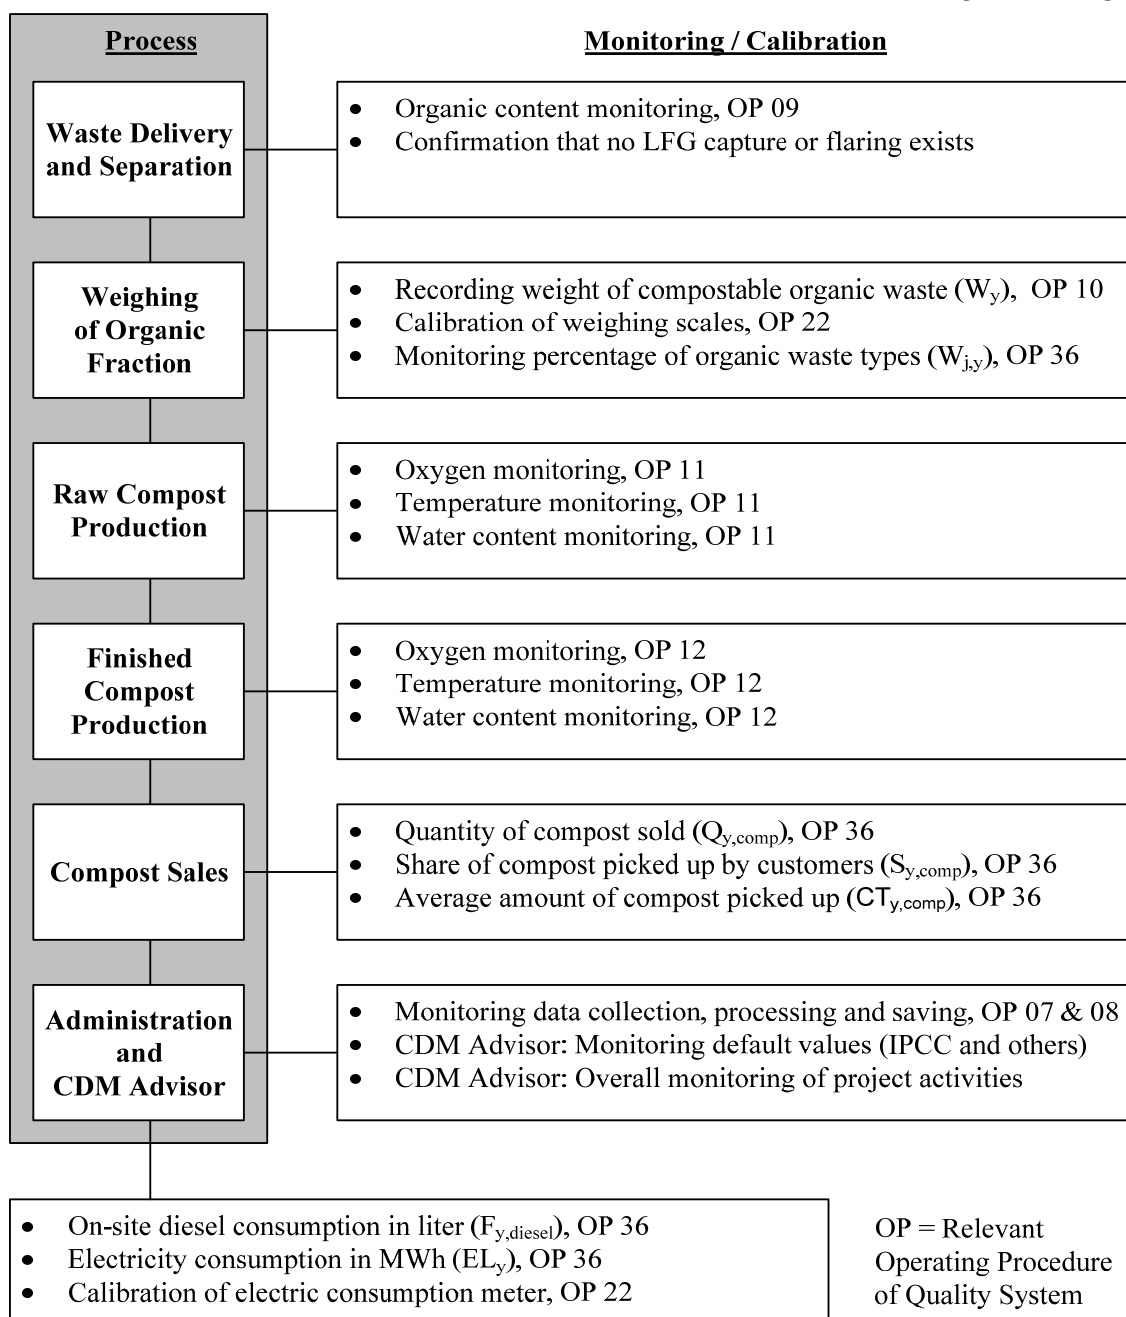 Process
Monitoring / Calibration
Waste Delivery
and Separation
• Organic content monitoring, OP 09
• Confirmation that no LFG capture or flaring exists
Weighing
of Organic
Fraction
• Recording weight of compostable organic waste (Wy), OP 10
• Calibration of weighing scales, OP 22
• Monitoring percentage of organic waste types (Wj,y), OP 36
Raw Compost
Production
• Oxygen monitoring, OP 11
• Temperature monitoring, OP 11
• Water content monitoring, OP 11
Finished
Compost
Production
• Oxygen monitoring, OP 12
• Temperature monitoring, OP 12
• Water content monitoring, OP 12
Compost Sales
• Quantity of compost sold (Qy,comp), OP 36
• Share of compost picked up by customers (Sy,comp), OP 36
• Average amount of compost picked up (CTy,comp), OP 36
Administration
and
CDM Advisor
• Monitoring data collection, processing and saving, OP 07 & 08
• CDM Advisor: Monitoring default values (IPCC and others)
• CDM Advisor: Overall monitoring of project activities
• On-site diesel consumption in liter (Fy,diesel), OP 36
• Electricity consumption in MWh (ELy), OP 36
• Calibration of electric consumption meter, OP 22
OP = Relevant
Operating Procedure
of Quality System